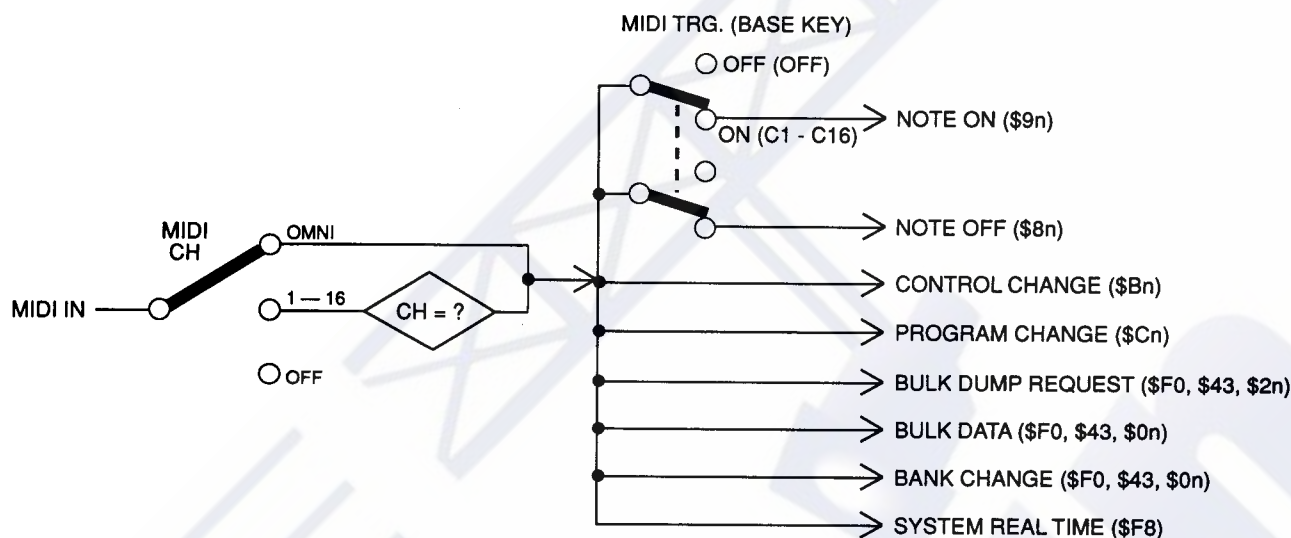 MIDI TRG. (BASE KEY)
OFF (OFF)
NOTE ON ($9n)
ON (C1 - C16)
MIDI
CH
OMNI
NOTE OFF ($8n)
MIDI IN
1 — 16
CH = ?
CONTROL CHANGE ($Bn)
PROGRAM CHANGE ($Cn)
OFF
BULK DUMP REQUEST ($F0, $43, $2n)
BULK DATA ($F0, $43, $0n)
BANK CHANGE ($F0, $43, $0n)
SYSTEM REAL TIME ($F8)